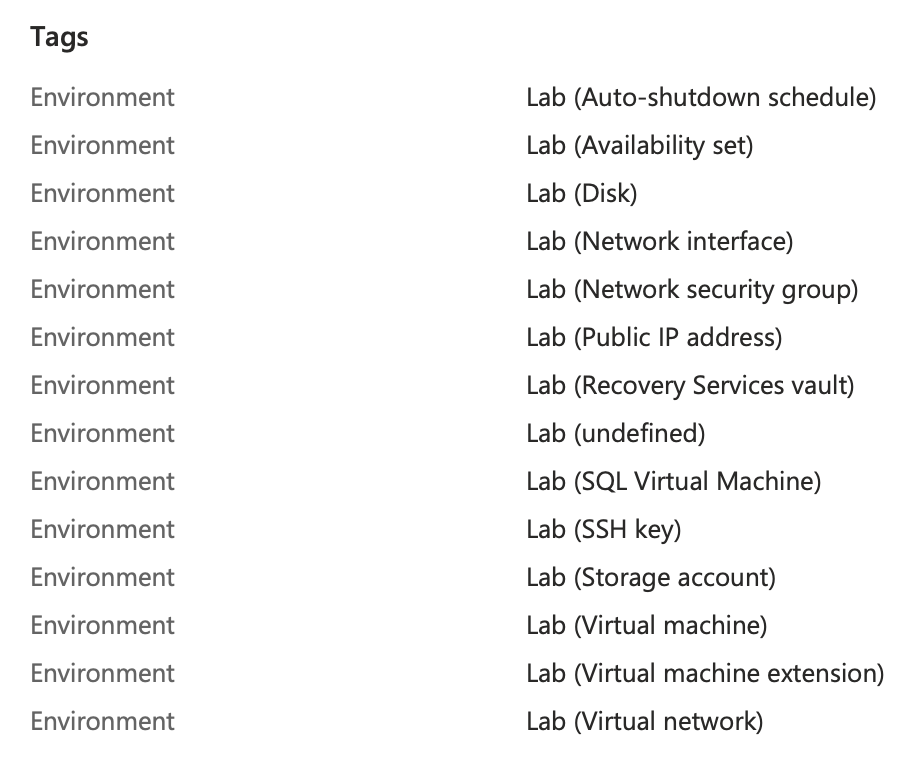 Tags
Environment Lab (Auto-shutdown schedule)
Environment Lab (Availability set)
Environment Lab (Disk)
Environment Lab (Network interface)
Environment Lab (Network security group)
Environment Lab (Public IP address)
Environment Lab (Recovery Services vault)
Environment Lab (undefined)
Environment Lab (SQL Virtual Machine)
Environment Lab (SSH key)
Environment Lab (Storage account)
Environment Lab (Virtual machine)
Environment Lab (Virtual machine extension)
Environment Lab (Virtual network)